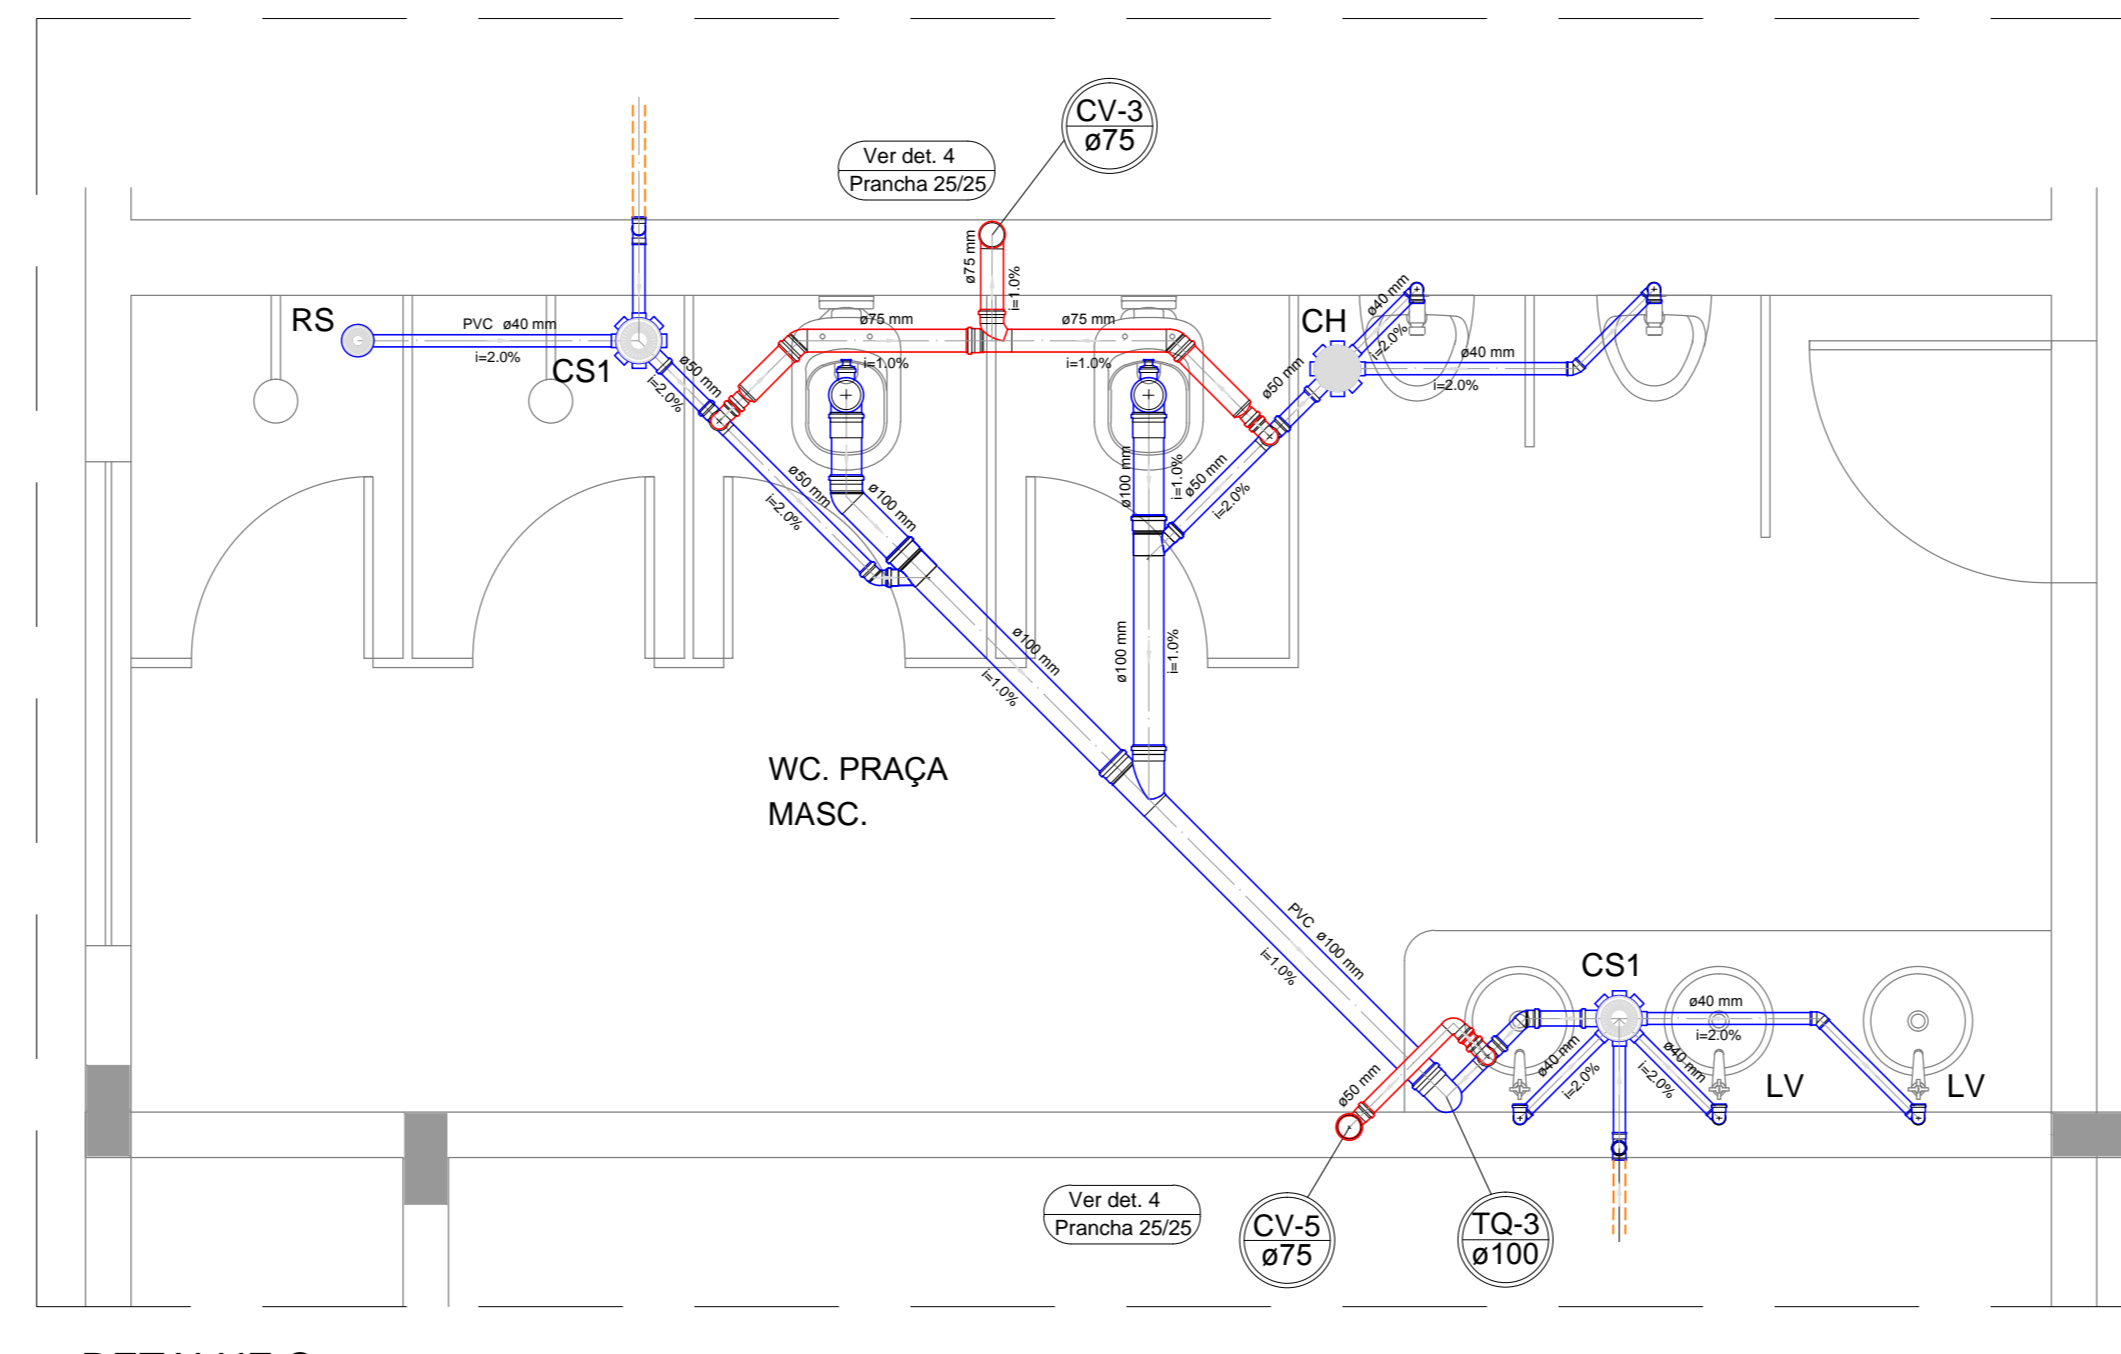 CV-3
ø75
Ver det. 4
Prancha 25/25
ø75 mm
i=1.0%
RS
PVC ø40 mm
i=2.0%
CS1
ø50 mm
i=2.0%
ø75 mm
i=1.0%
ø75 mm
i=1.0%
CH
ø40 mm
i=2.0%
ø40 mm
i=2.0%
ø50 mm
ø50 mm
i=2.0%
ø50 mm
i=2.0%
ø100 mm
ø100 mm
i=1.0%
ø100 mm
i=1.0%
ø100 mm
i=1.0%
WC. PRAÇA
MASC.
PVC ø100 mm
i=1.0%
CS1
ø40 mm
i=2.0%
ø40 mm
i=2.0%
ø40 mm
i=2.0%
LV
LV
ø50 mm
Ver det. 4
Prancha 25/25
CV-5
ø75
TQ-3
ø100